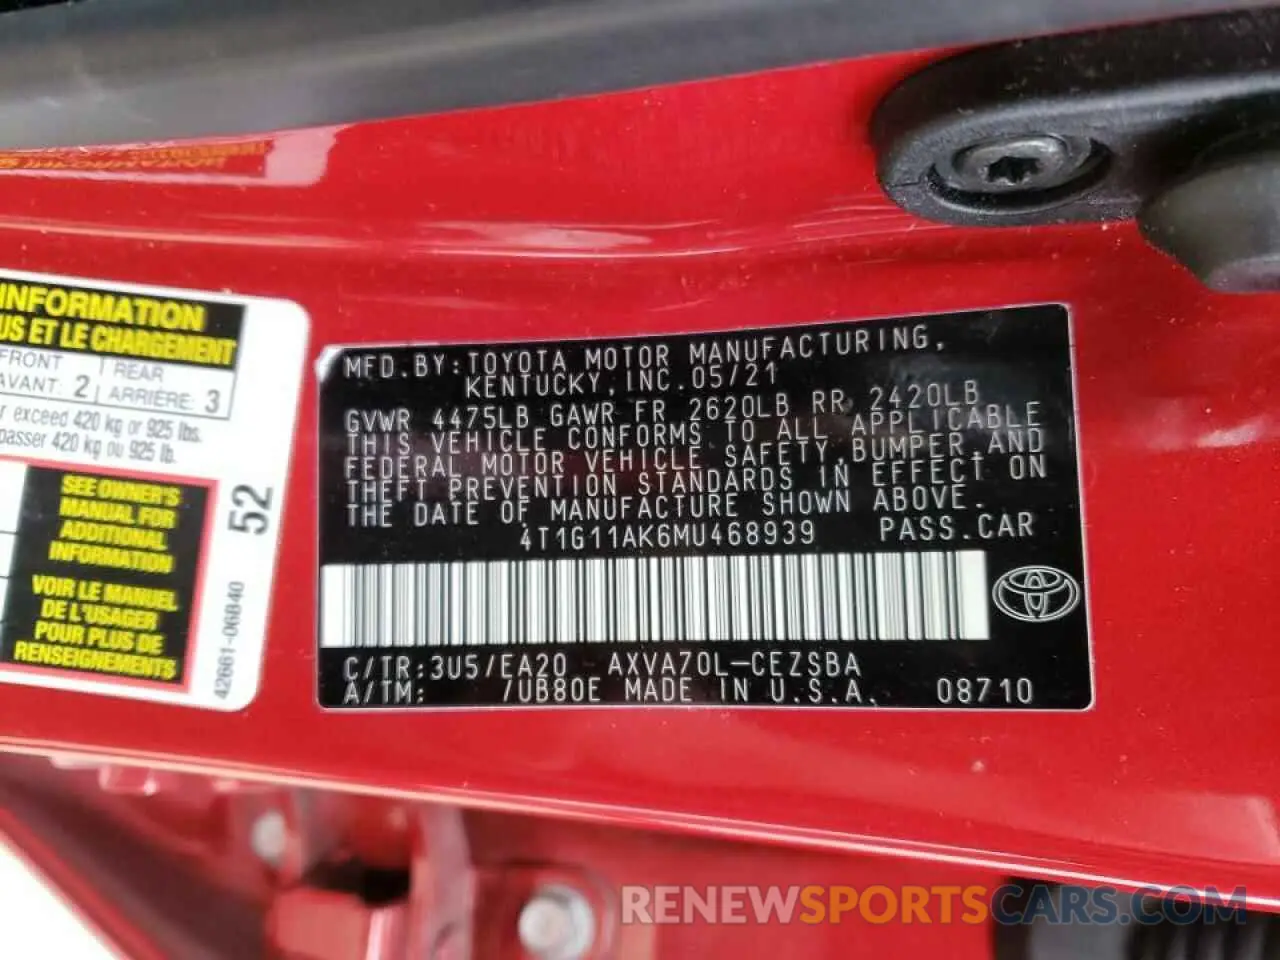 INFORMATION
US ET LE CHARGEMENT
FRONT
AVANT: 2
REAR
ARRIÈRE: 3
exceed 420 kg or 925 lbs.
passer 420 kg ou 925 lb.
SEE OWNER'S
MANUAL FOR
ADDITIONAL
INFORMATION
VOIR LE MANUEL
DE L'USAGER
POUR PLUS DE
RENSEIGNEMENTS
52
42661-06B40
MFD.BY:TOYOTA MOTOR MANUFACTURING,
KENTUCKY,INC.05/21
GVWR 4475LB GAWR FR 2620LB RR 2420LB
THIS VEHICLE CONFORMS TO ALL APPLICABLE
FEDERAL MOTOR VEHICLE SAFETY,BUMPER,AND
THEFT PREVENTION STANDARDS IN EFFECT ON
THE DATE OF MANUFACTURE SHOWN ABOVE.
4T1G11AK6MU468939 PASS.CAR
C/TR:3U5/EA20 AXVA70L-CEZSBA
A/TM: /UB80E MADE IN U.S.A. 08710
RENEWSPORTSCARS.COM